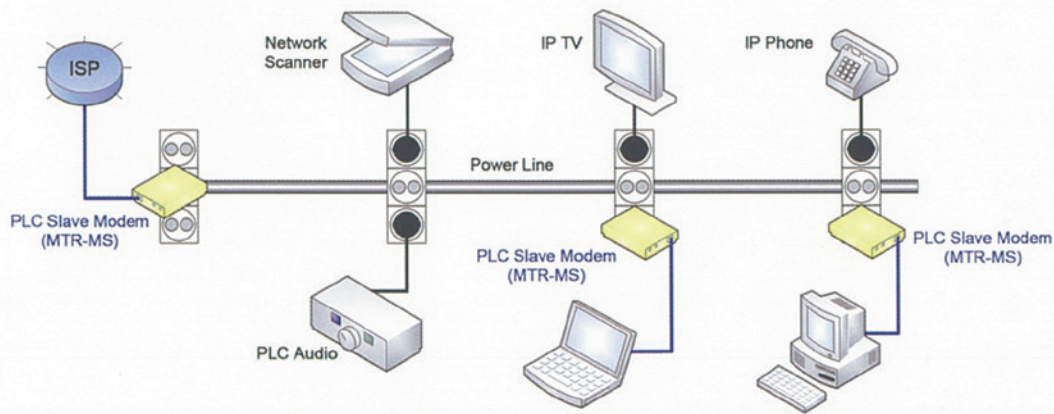 ISP
Network
Scanner
IP TV
IP Phone
Power Line
PLC Slave Modem
(MTR-MS)
PLC Slave Modem
(MTR-MS)
PLC Slave Modem
(MTR-MS)
PLC Audio